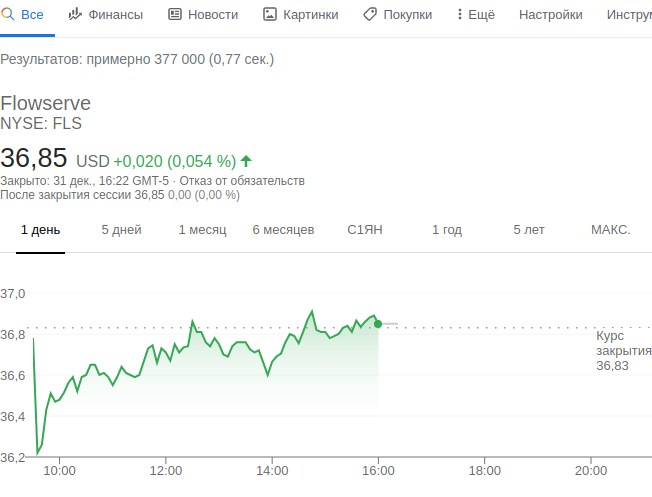 Все Финансы Новости Картинки Покупки Ещё Настройки Инструм
Результатов: примерно 377 000 (0,77 сек.)
Flowserve
NYSE: FLS
36,85 USD +0,020 (0,054 %)
Закрыто: 31 дек., 16:22 GMT-5 · Отказ от обязательств
После закрытия сессии 36,85 0,00 (0,00 %)
1 день 5 дней 1 месяц 6 месяцев С1ЯН 1 год 5 лет МАКС.
37,0
36,8
Курс
закрытия
36,83
36,6
36,4
36,2
10:00 12:00 14:00 16:00 18:00 20:00